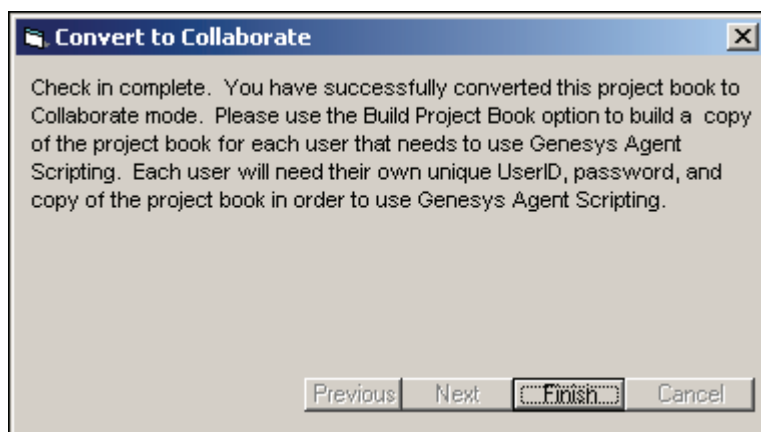 Convert to Collaborate
Check in complete.  You have successfully converted this project book to
Collaborate mode.  Please use the Build Project Book option to build a  copy
of the project book for each user that needs to use Genesys Agent
Scripting.  Each user will need their own unique UserID, password, and
copy of the project book in order to use Genesys Agent Scripting.
Previous Next Finish Cancel